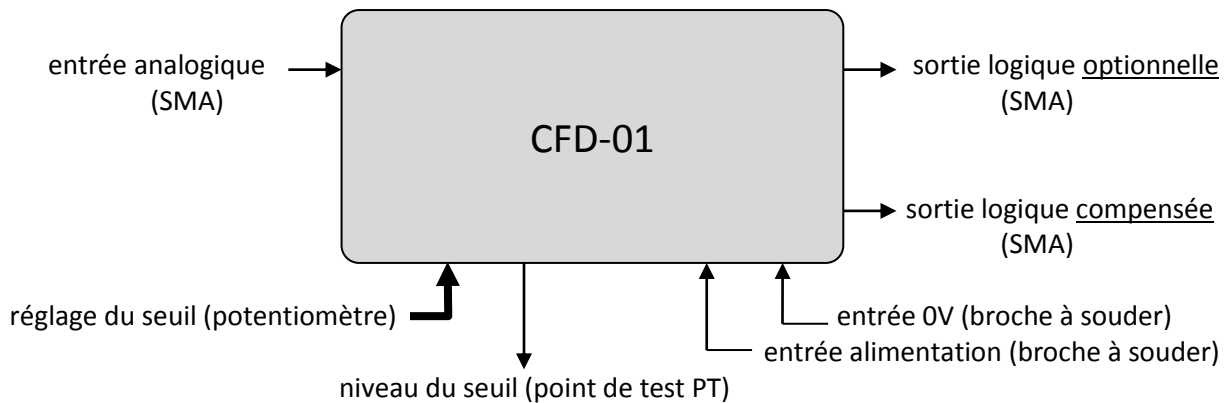 entrée analogique
(SMA)
CFD-01
sortie logique optionnelle
(SMA)
sortie logique compensée
(SMA)
réglage du seuil (potentiomètre)
entrée 0V (broche à souder)
entrée alimentation (broche à souder)
niveau du seuil (point de test PT)